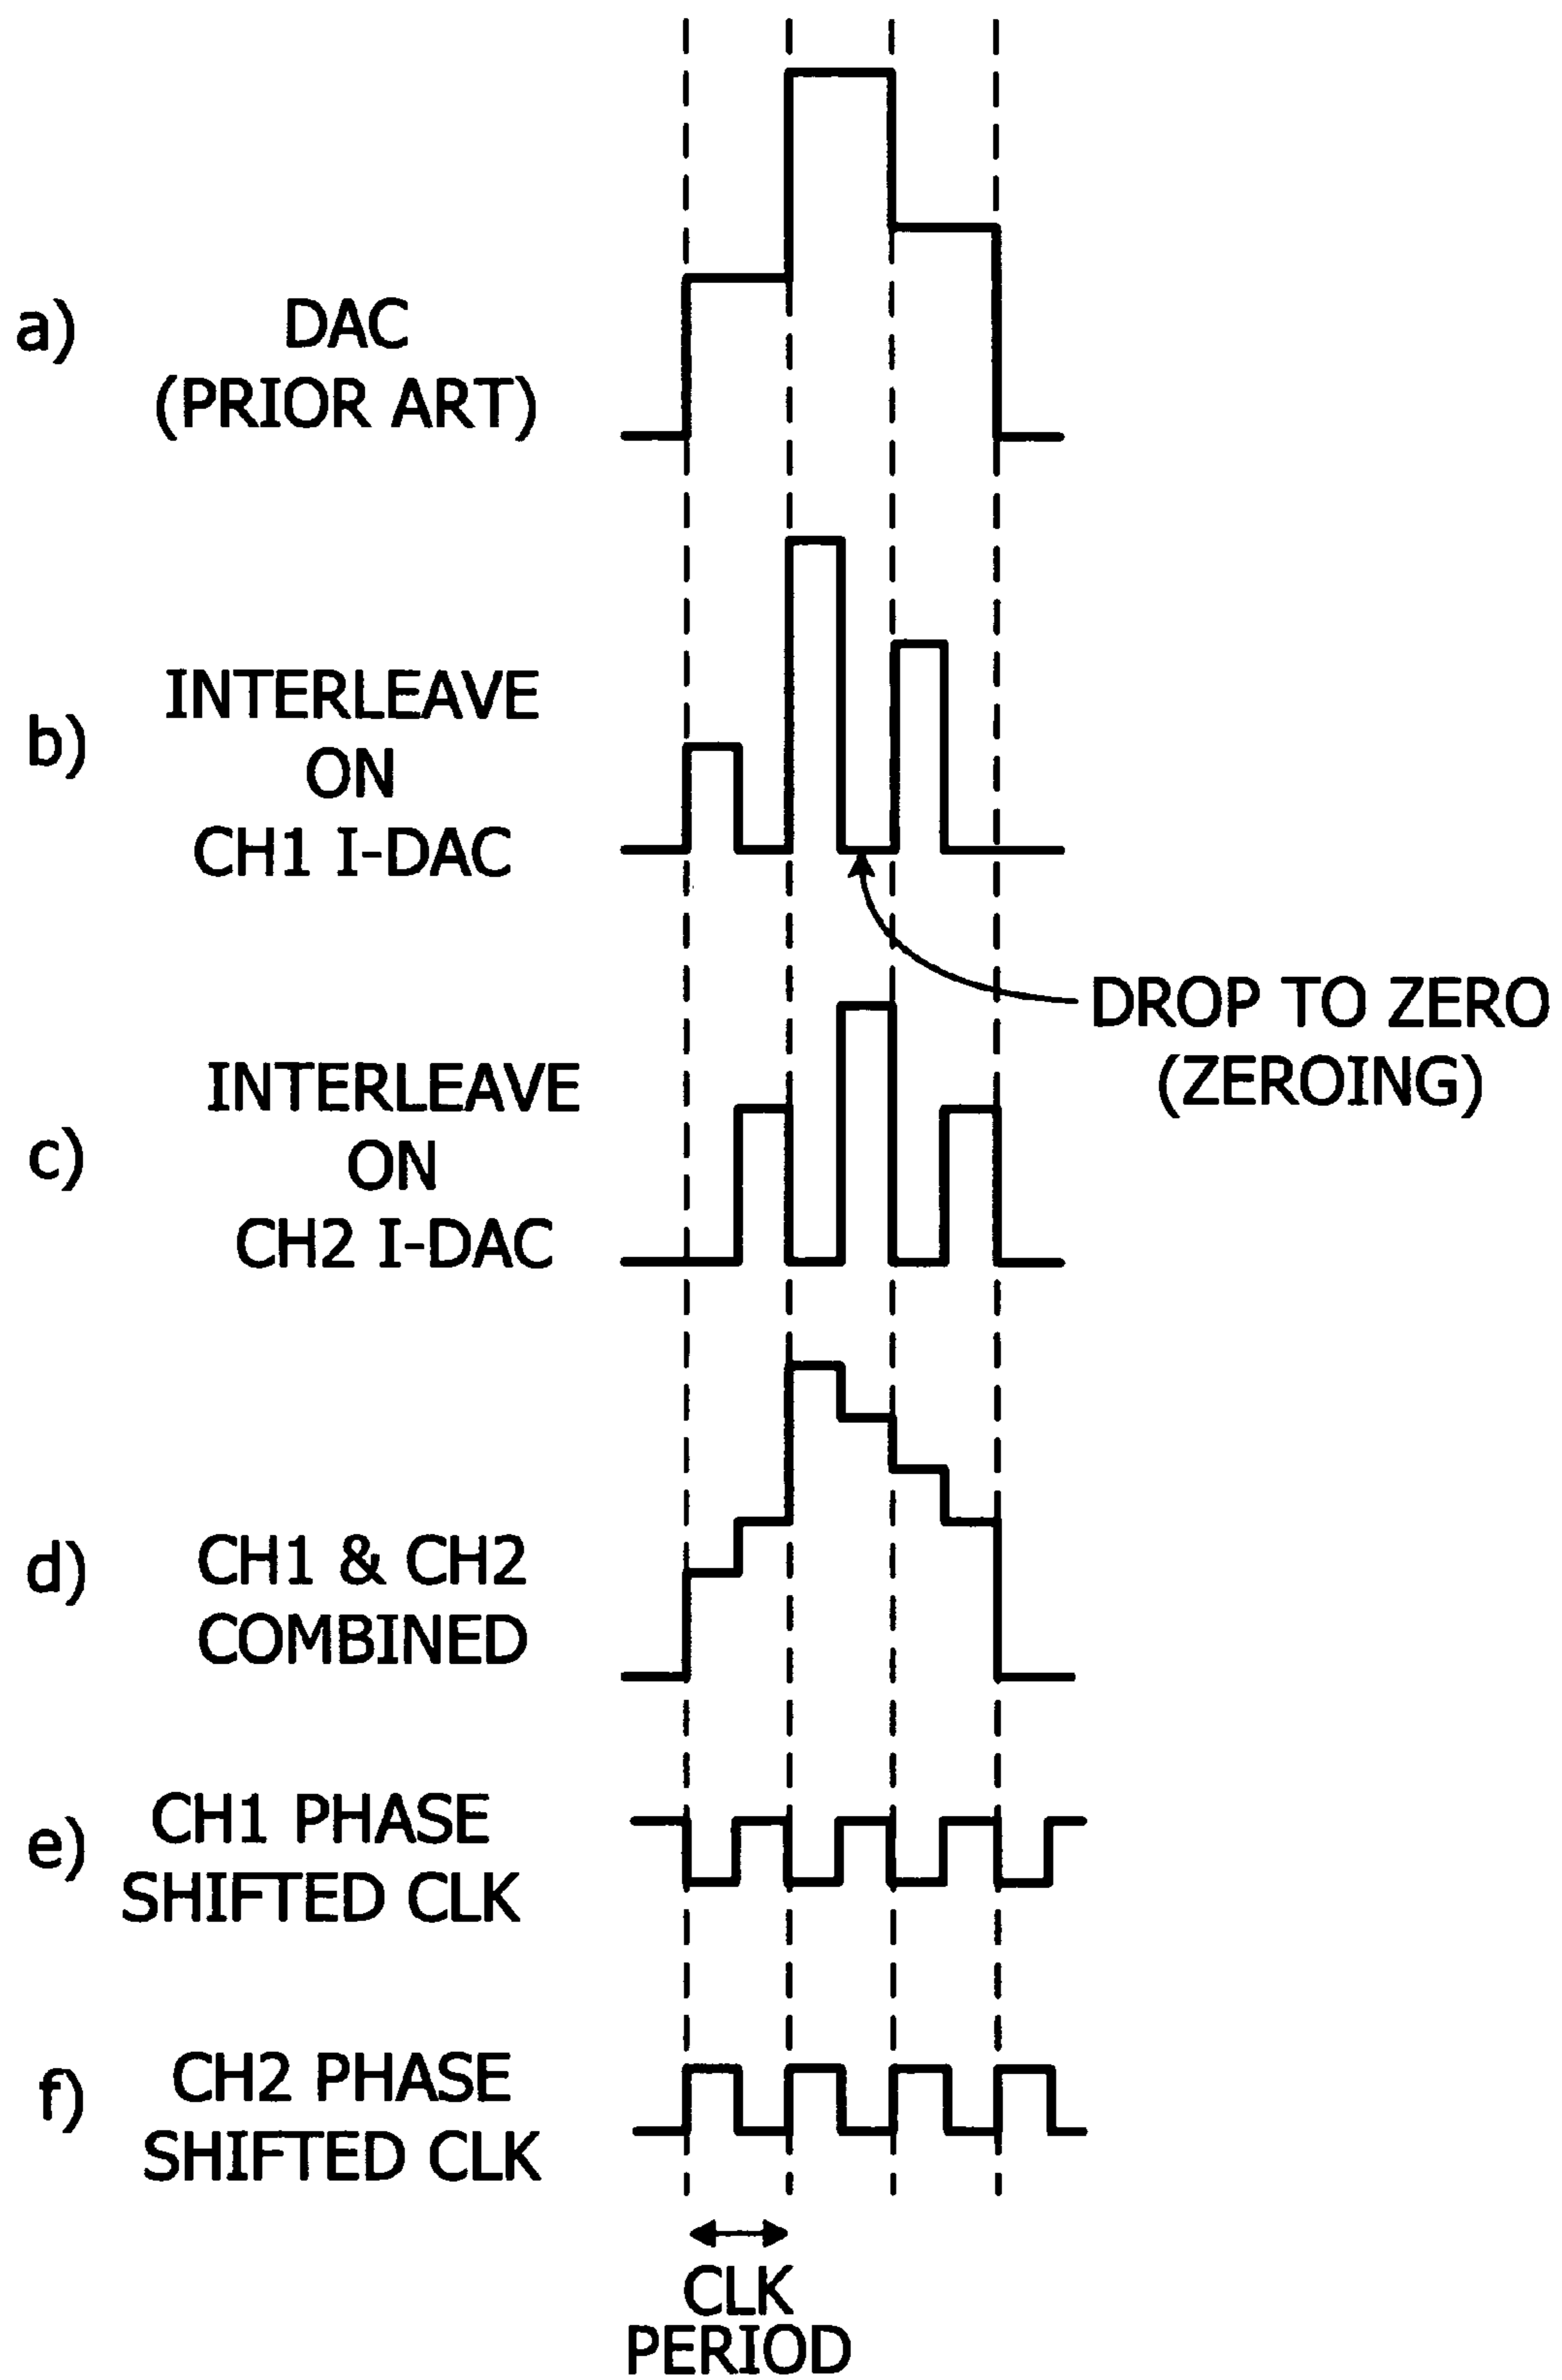 a) DAC
(PRIOR ART)
b) INTERLEAVE
ON
CH1 I-DAC
DROP TO ZERO
(ZEROING)
c) INTERLEAVE
ON
CH2 I-DAC
d) CH1 & CH2
COMBINED
e) CH1 PHASE
SHIFTED CLK
f) CH2 PHASE
SHIFTED CLK
CLK
PERIOD